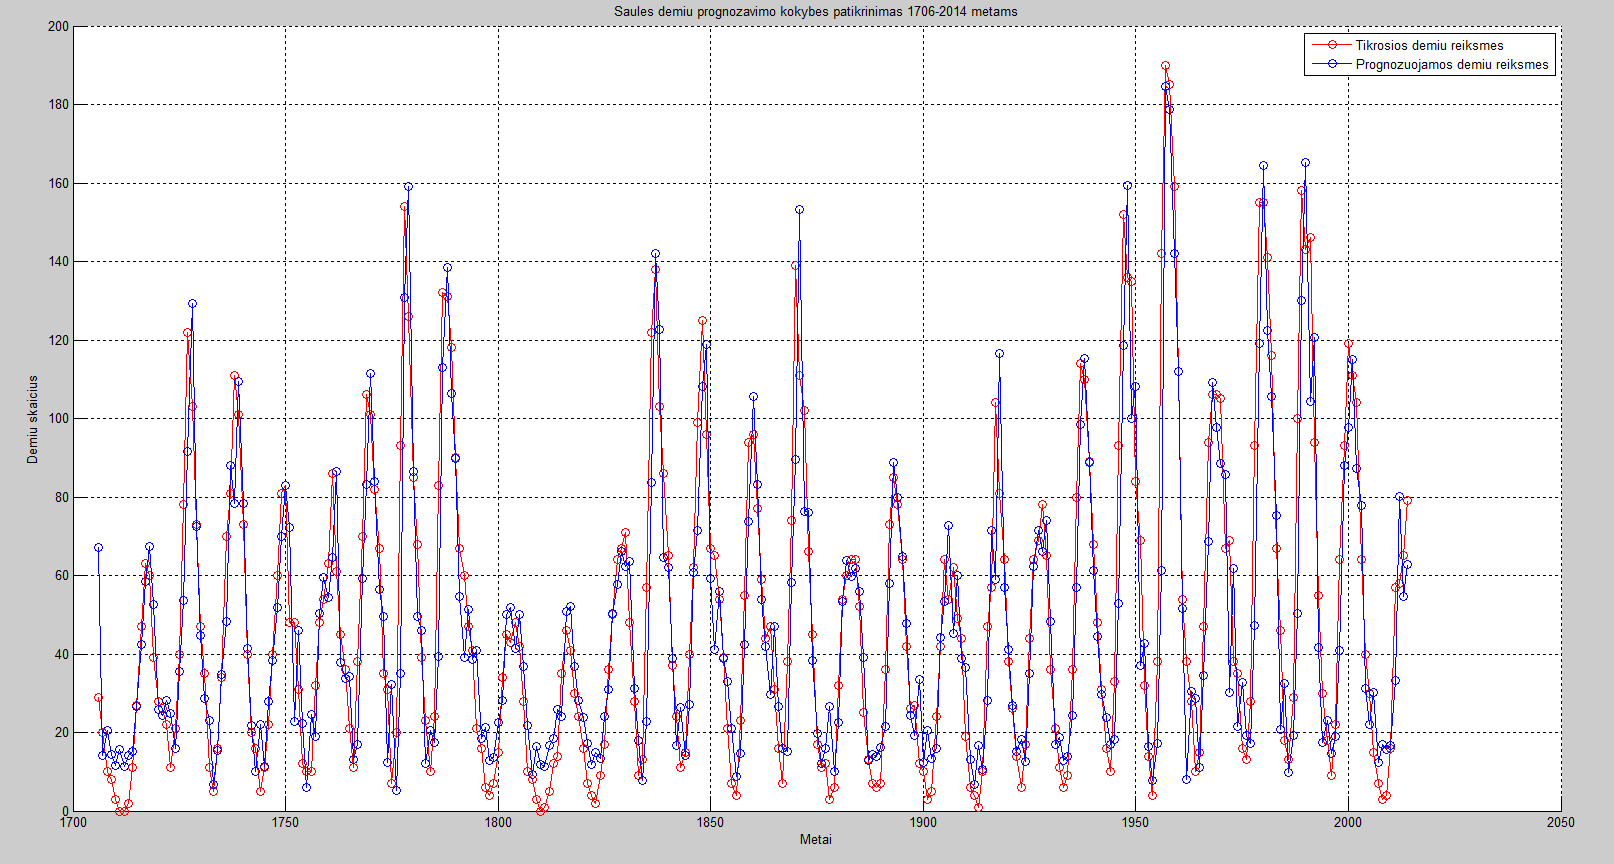 Saules demiu prognozavimo kokybes patikrinimas 1706-2014 metams
Tikrosios demiu reiksmes
Prognozuojamos demiu reiksmes
Demiu skaicius
200
180
160
140
120
100
80
60
40
20
0
1700 1750 1800 1850 1900 1950 2000 2050
Metai